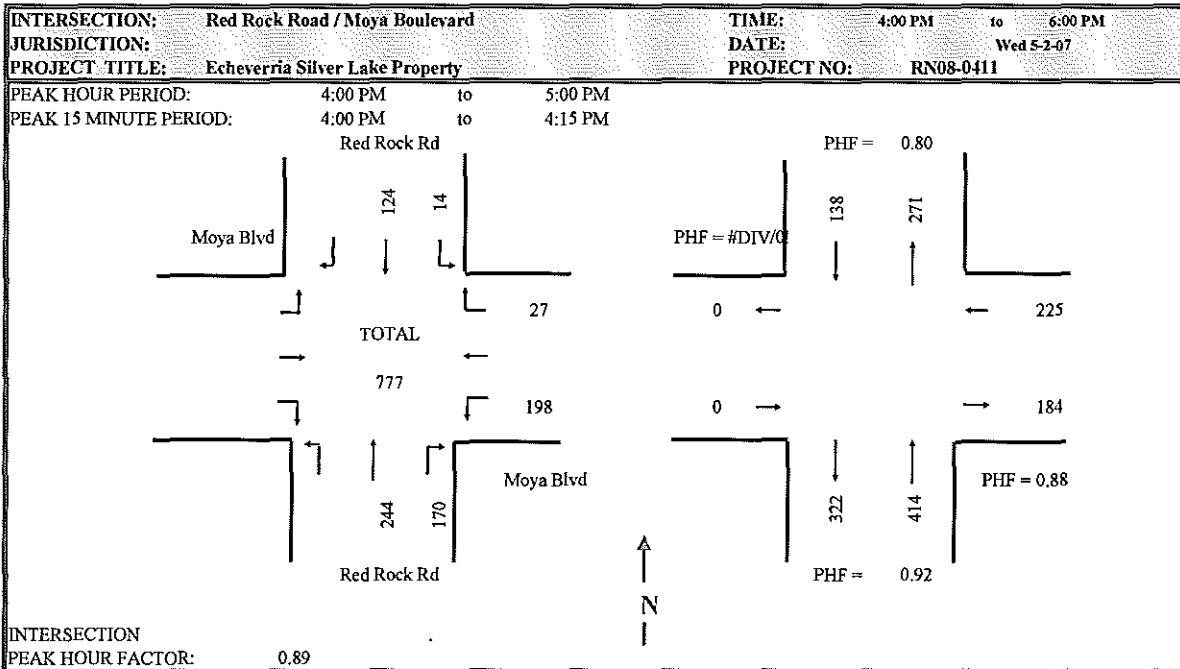 INTERSECTION: Red Rock Road / Moya Boulevard TIME: 4:00 PM to 6:00 PM
JURISDICTION: DATE: Wed 5-2-07
PROJECT TITLE: Echeverria Silver Lake Property PROJECT NO: RN08-0411
PEAK HOUR PERIOD: 4:00 PM to 5:00 PM
PEAK 15 MINUTE PERIOD: 4:00 PM to 4:15 PM
Red Rock Rd PHF = 0.80
124 14 138 271
Moya Blvd PHF = #DIV/0!
27 0 225
TOTAL
777
198 0 184
Moya Blvd PHF = 0.88
244 170 322 414
Red Rock Rd PHF = 0.92
N
INTERSECTION
PEAK HOUR FACTOR: 0.89